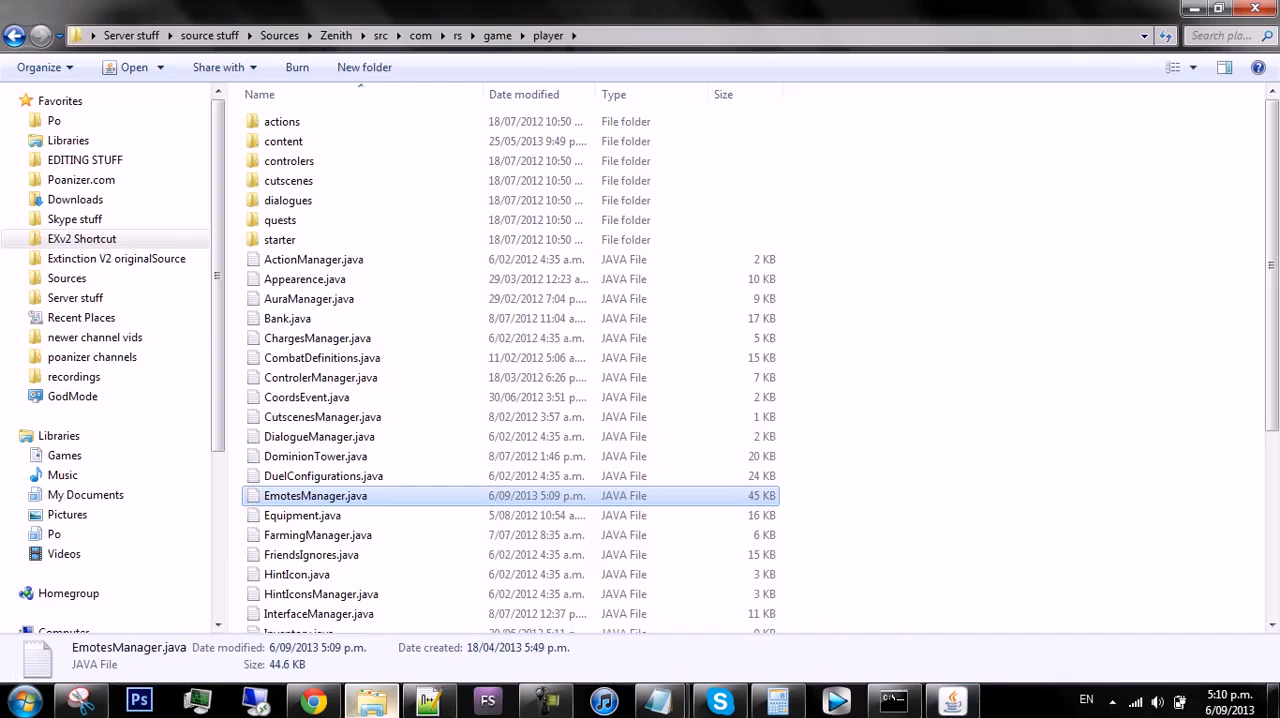 Server stuff source stuff Sources Zenith src com rs game player Search pla...
Organize Open Share with Burn New folder
Name Date modified Type Size
Favorites
Po
Libraries
EDITING STUFF
Poanizer.com
Downloads
Skype stuff
EXv2 Shortcut
Extinction V2 originalSource
Sources
Server stuff
Recent Places
newer channel vids
poanizer channels
recordings
GodMode
Libraries
Games
Music
My Documents
Pictures
Po
Videos
Homegroup
Computer
actions 18/07/2012 10:50 ... File folder
content 25/05/2013 9:49 p.... File folder
controlers 18/07/2012 10:50 ... File folder
cutscenes 18/07/2012 10:50 ... File folder
dialogues 18/07/2012 10:50 ... File folder
quests 18/07/2012 10:50 ... File folder
starter 18/07/2012 10:50 ... File folder
ActionManager.java 6/02/2012 4:35 a.m. JAVA File 2 KB
Appearence.java 29/03/2012 12:23 a... JAVA File 10 KB
AuraManager.java 29/02/2012 7:04 p.... JAVA File 9 KB
Bank.java 8/07/2012 11:04 a... JAVA File 17 KB
ChargesManager.java 6/02/2012 4:35 a.m. JAVA File 5 KB
CombatDefinitions.java 11/02/2012 5:06 a... JAVA File 15 KB
ControlerManager.java 18/03/2012 6:26 p... JAVA File 7 KB
CoordsEvent.java 30/06/2012 3:51 p... JAVA File 2 KB
CutscenesManager.java 8/02/2012 3:57 a.m. JAVA File 1 KB
DialogueManager.java 6/02/2012 4:35 a.m. JAVA File 2 KB
DominionTower.java 8/07/2012 1:46 p.m. JAVA File 20 KB
DuelConfigurations.java 6/02/2012 4:35 a.m. JAVA File 24 KB
EmotesManager.java 6/09/2013 5:09 p.m. JAVA File 45 KB
Equipment.java 5/08/2012 10:54 a... JAVA File 16 KB
FarmingManager.java 7/07/2012 8:35 a.m. JAVA File 6 KB
FriendsIgnores.java 6/02/2012 4:35 a.m. JAVA File 15 KB
HintIcon.java 6/02/2012 4:35 a.m. JAVA File 3 KB
HintIconsManager.java 6/02/2012 4:35 a.m. JAVA File 3 KB
InterfaceManager.java 8/07/2012 12:37 p... JAVA File 11 KB
EmotesManager.java Date modified: 6/09/2013 5:09 p.m. Date created: 18/04/2013 5:49 p.m.
JAVA File Size: 44.6 KB
Ps FS EN 5:10 p.m.
6/09/2013